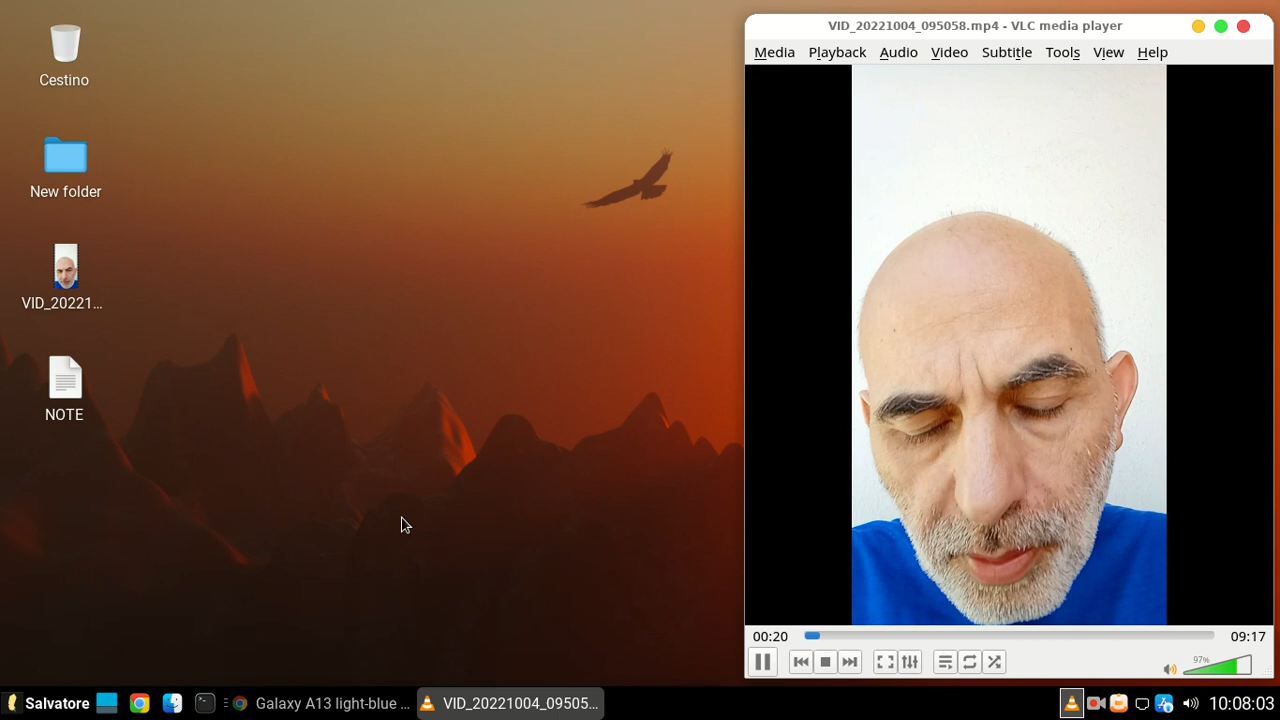 Cestino
New folder
VID_20221...
NOTE
VID_20221004_095058.mp4 - VLC media player
Media Playback Audio Video Subtitle Tools View Help
00:20
09:17
97%
Salvatore
Galaxy A13 light-blue ...
VID_20221004_09505...
10:08:03